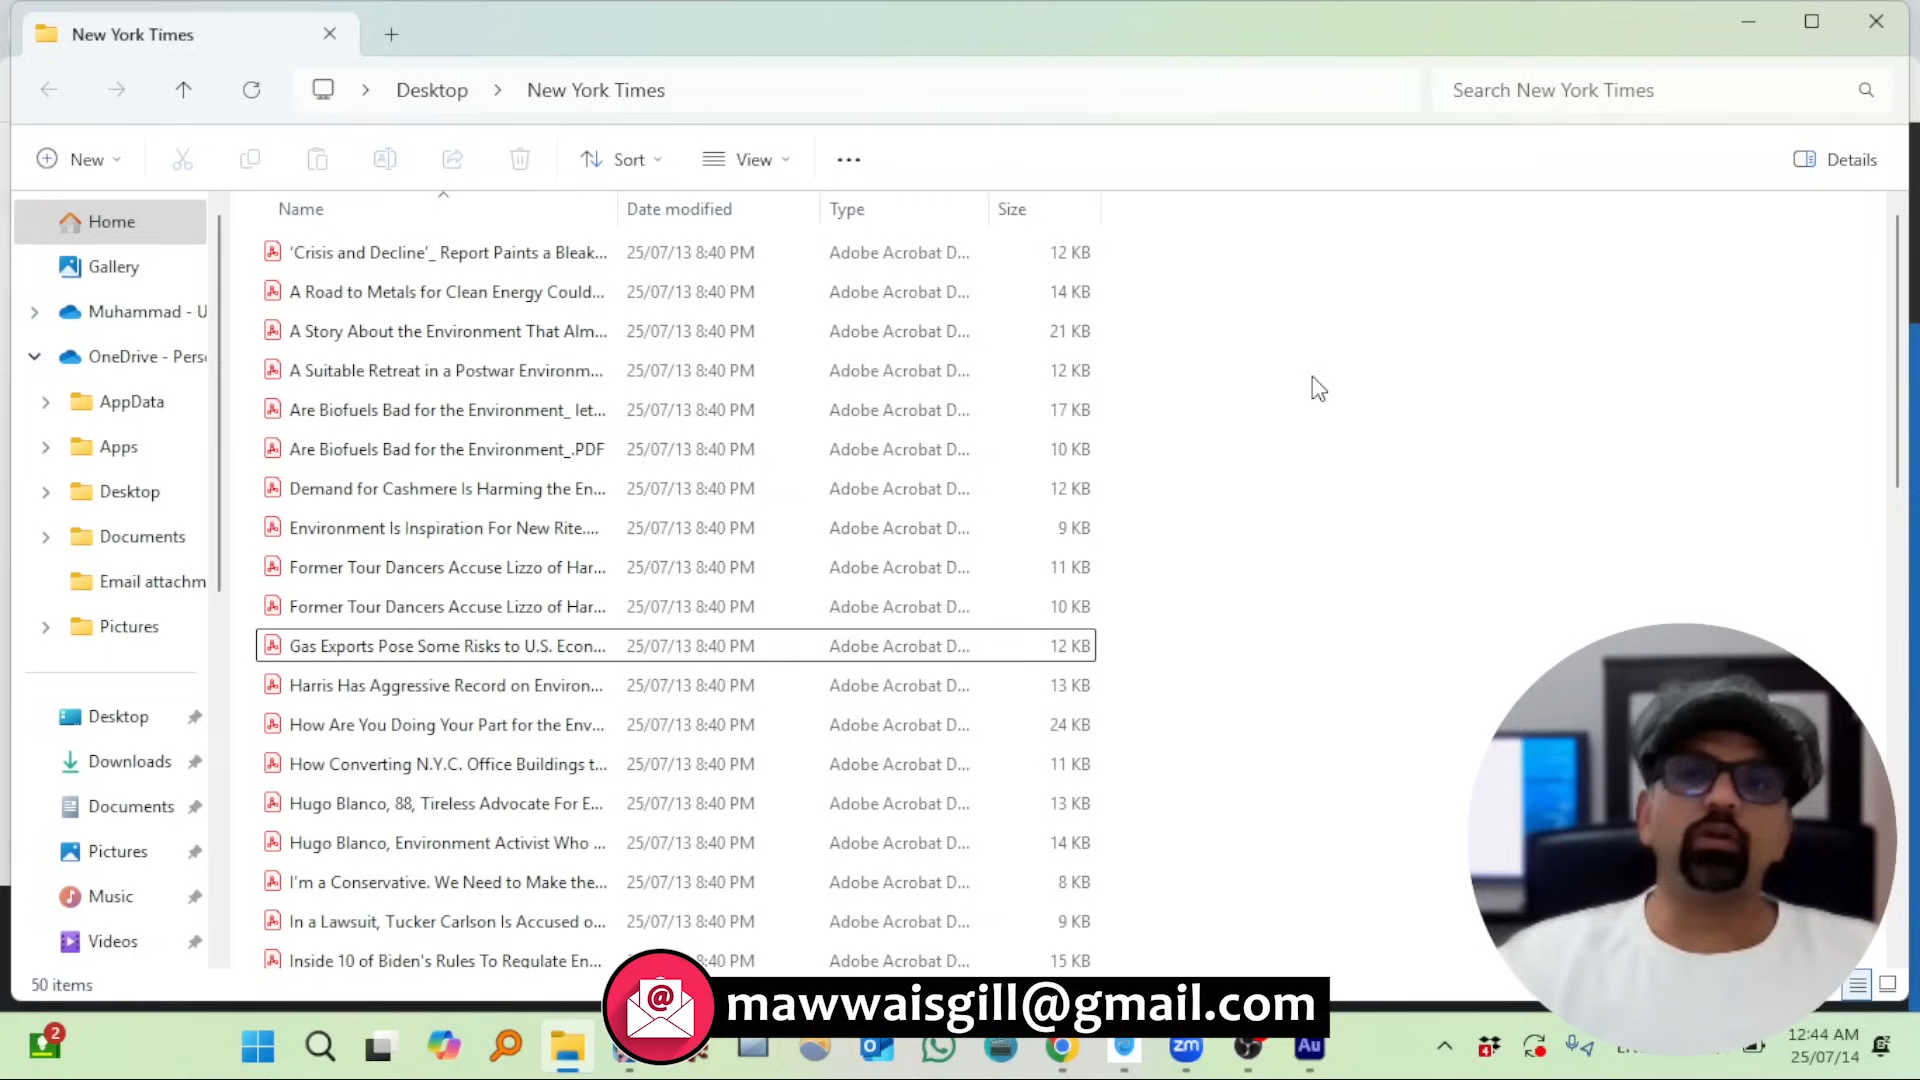 New York Times
Desktop > New York Times
Search New York Times
New
Sort
View
Details
Name
Date modified
Type
Size
Home
Gallery
Muhammad - U
OneDrive - Pers
AppData
Apps
Desktop
Documents
Email attachm
Pictures
Desktop
Downloads
Documents
Pictures
Music
Videos
'Crisis and Decline'_ Report Paints a Bleak... 25/07/13 8:40 PM Adobe Acrobat D... 12 KB
A Road to Metals for Clean Energy Could... 25/07/13 8:40 PM Adobe Acrobat D... 14 KB
A Story About the Environment That Alm... 25/07/13 8:40 PM Adobe Acrobat D... 21 KB
A Suitable Retreat in a Postwar Environm... 25/07/13 8:40 PM Adobe Acrobat D... 12 KB
Are Biofuels Bad for the Environment_ let... 25/07/13 8:40 PM Adobe Acrobat D... 17 KB
Are Biofuels Bad for the Environment_.PDF 25/07/13 8:40 PM Adobe Acrobat D... 10 KB
Demand for Cashmere Is Harming the En... 25/07/13 8:40 PM Adobe Acrobat D... 12 KB
Environment Is Inspiration For New Rite.... 25/07/13 8:40 PM Adobe Acrobat D... 9 KB
Former Tour Dancers Accuse Lizzo of Har... 25/07/13 8:40 PM Adobe Acrobat D... 11 KB
Former Tour Dancers Accuse Lizzo of Har... 25/07/13 8:40 PM Adobe Acrobat D... 10 KB
Gas Exports Pose Some Risks to U.S. Econ... 25/07/13 8:40 PM Adobe Acrobat D... 12 KB
Harris Has Aggressive Record on Environ... 25/07/13 8:40 PM Adobe Acrobat D... 13 KB
How Are You Doing Your Part for the Env... 25/07/13 8:40 PM Adobe Acrobat D... 24 KB
How Converting N.Y.C. Office Buildings t... 25/07/13 8:40 PM Adobe Acrobat D... 11 KB
Hugo Blanco, 88, Tireless Advocate For E... 25/07/13 8:40 PM Adobe Acrobat D... 13 KB
Hugo Blanco, Environment Activist Who ... 25/07/13 8:40 PM Adobe Acrobat D... 14 KB
I'm a Conservative. We Need to Make the... 25/07/13 8:40 PM Adobe Acrobat D... 8 KB
In a Lawsuit, Tucker Carlson Is Accused o... 25/07/13 8:40 PM Adobe Acrobat D... 9 KB
Inside 10 of Biden's Rules To Regulate En... 8:40 PM Adobe Acrobat D... 15 KB
50 items
@
mawwaisgill@gmail.com
2
zm
Au
4
12:44 AM
25/07/14